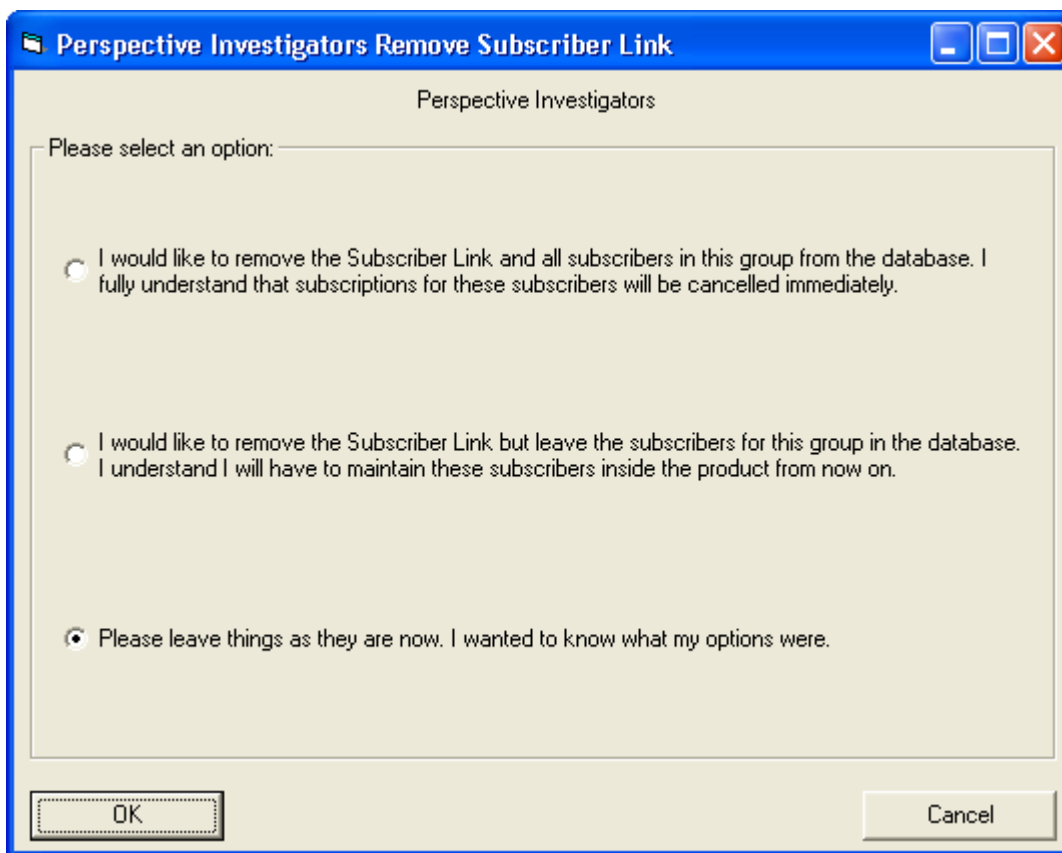 Perspective Investigators Remove Subscriber Link
Perspective Investigators
Please select an option:
I would like to remove the Subscriber Link and all subscribers in this group from the database. I
fully understand that subscriptions for these subscribers will be cancelled immediately.
I would like to remove the Subscriber Link but leave the subscribers for this group in the database.
I understand I will have to maintain these subscribers inside the product from now on.
Please leave things as they are now. I wanted to know what my options were.
OK
Cancel